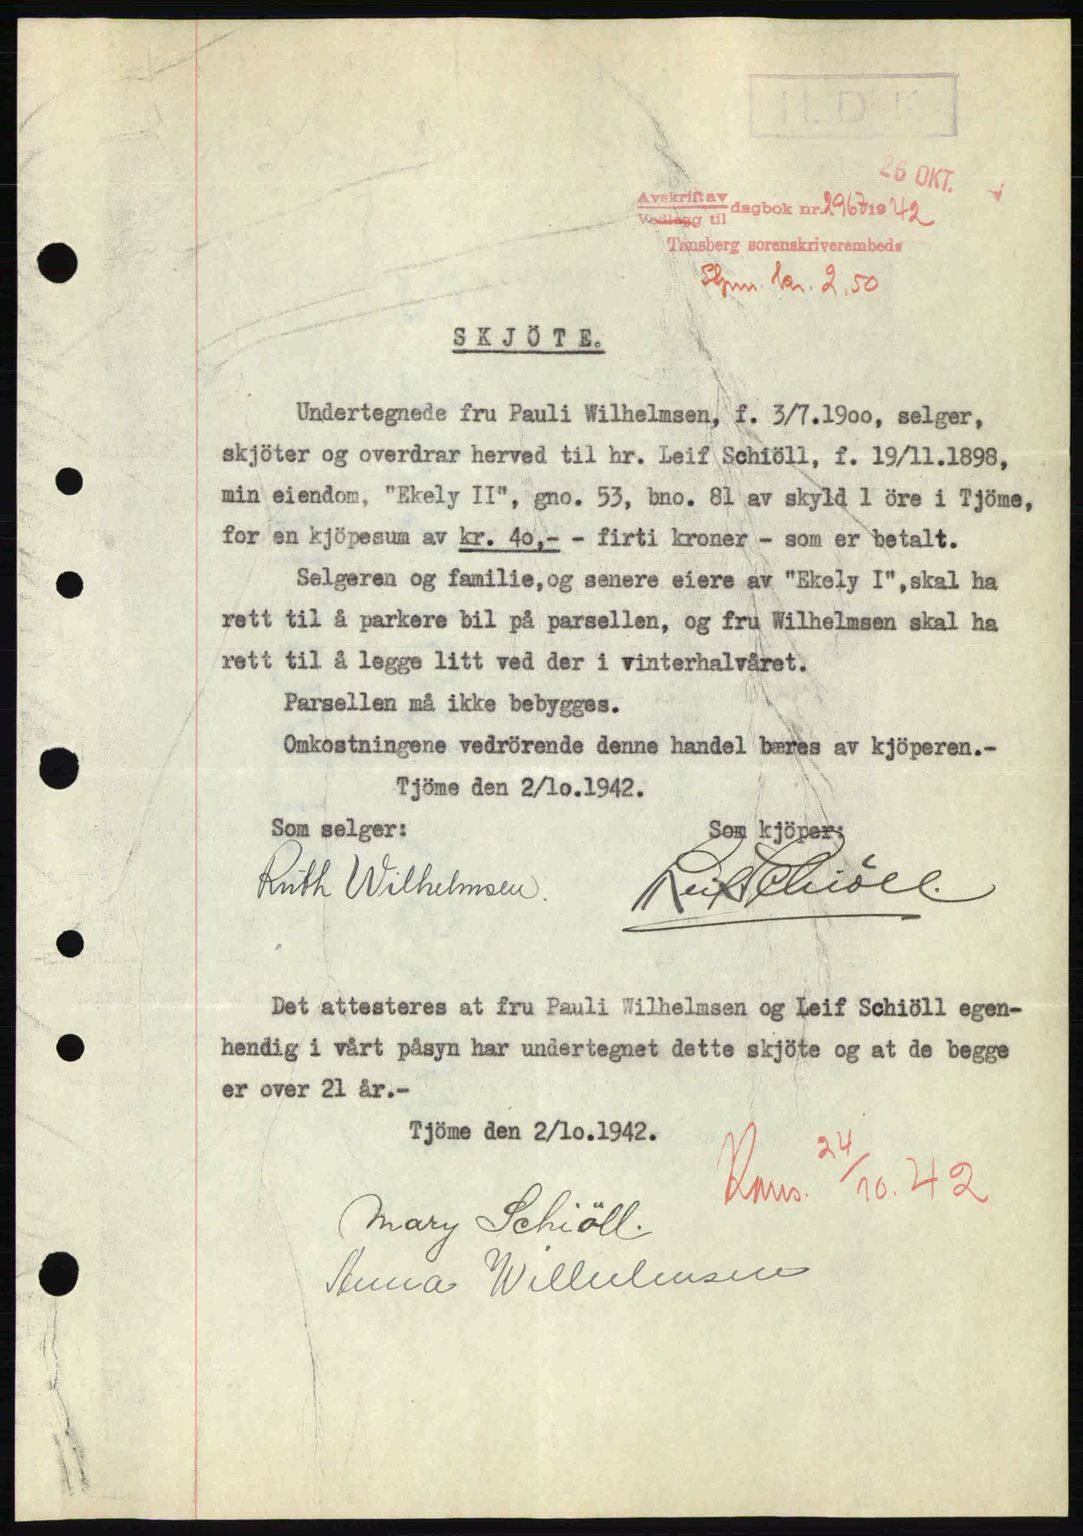 ILD K
26 OKT.
Avskrift av
Vedlegg til dagbok nr. 2967 1942
Tønsberg sorenskriverembede
kr. 2,50
SKJÖTE.
Undertegnede fru Pauli Wilhelmsen, f. 3/7.19oo, selger,
skjöter og overdrar herved til hr. Leif Schiöll, f. 19/11.1898,
min eiendom, "Ekely II", gno. 53, bno. 81 av skyld 1 öre i Tjöme,
for en kjöpesum av kr. 4o,- - firti kroner - som er betalt.
Selgeren og familie,og senere eiere av "Ekely I",skal ha
rett til å parkere bil på parsellen, og fru Wilhelmsen skal ha
rett til å legge litt ved der i vinterhalvåret.
Parsellen må ikke bebygges.
Omkostningene vedrörende denne handel bæres av kjöperen.-
Tjöme den 2/1o.1942.
Som selger: Som kjöper:
Ruth Wilhelmsen. Leif Schiöll.
Det attesteres at fru Pauli Wilhelmsen og Leif Schiöll egen-
hendig i vårt påsyn har undertegnet dette skjöte og at de begge
er over 21 år.-
Tjöme den 2/1o.1942.
24/10. 42
Mary Schiöll.
Anna Wilhelmsen